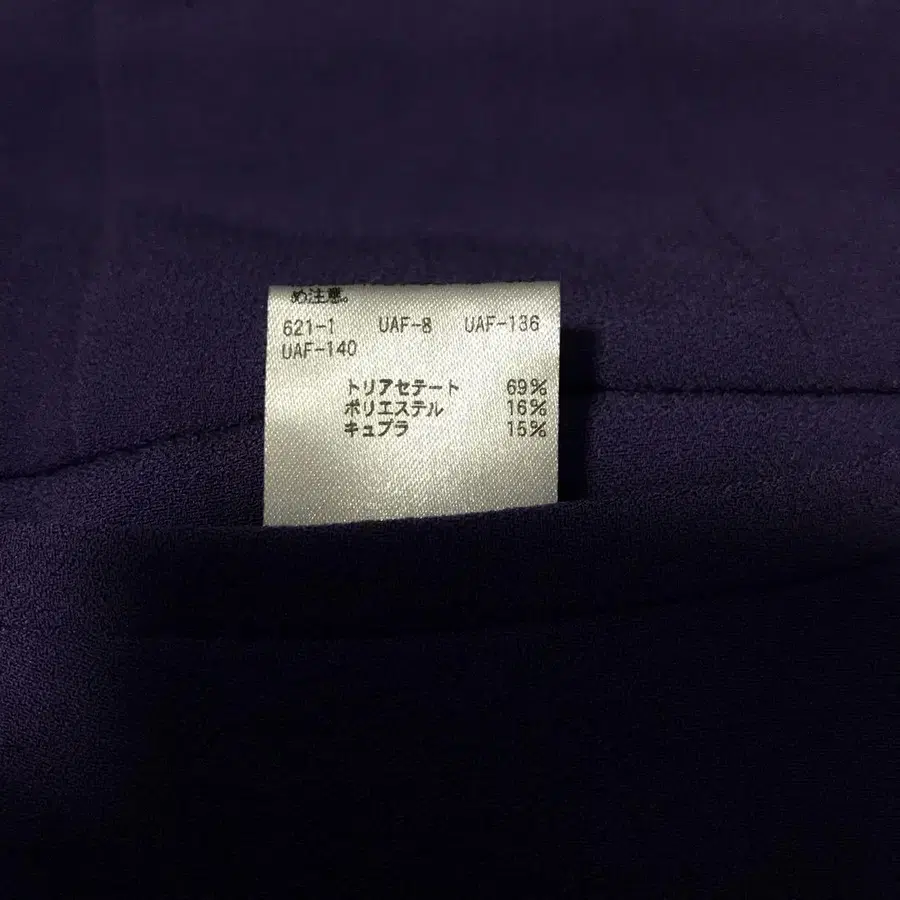 め注意。
621-1 UAF-8 UAF-136
UAF-140
トリアセテート 69%
ポリエステル 16%
キュプラ 15%